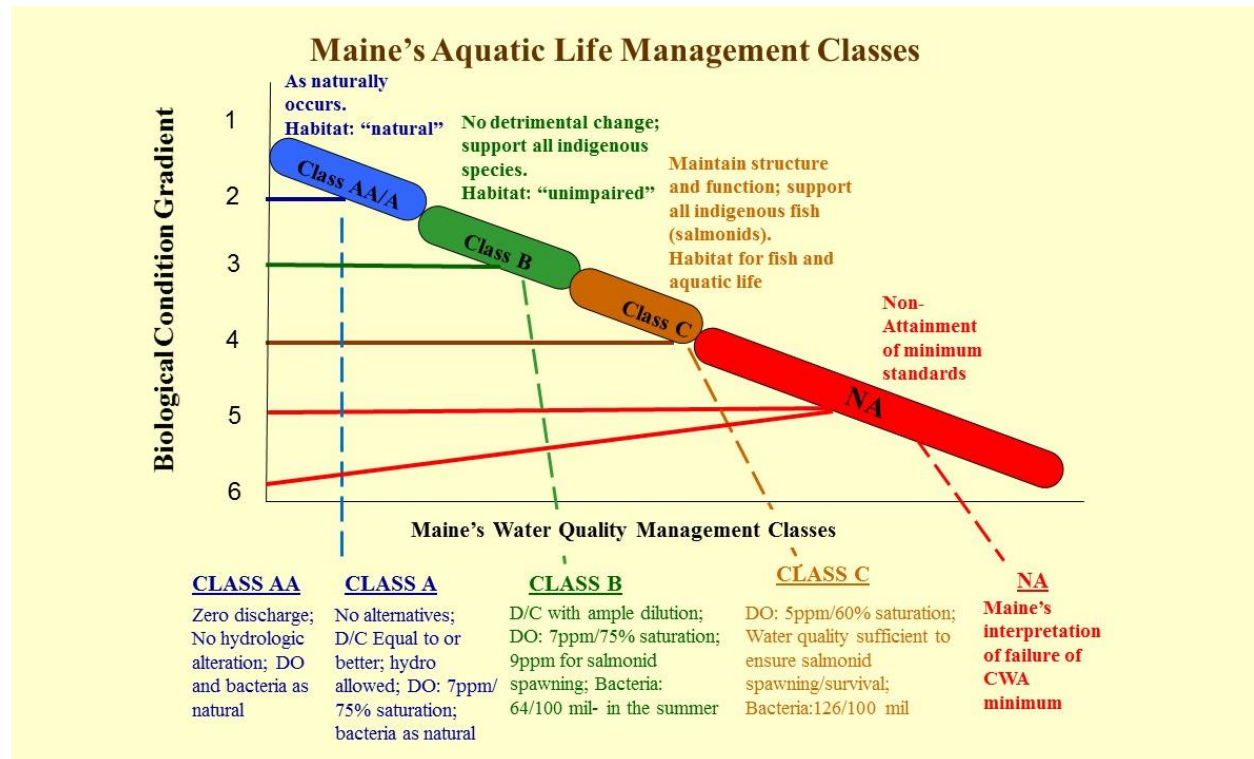 Maine's Aquatic Life Management Classes
As naturally
occurs.
Habitat: “natural”
No detrimental change;
support all indigenous
species.
Habitat: “unimpaired”
Maintain structure
and function; support
all indigenous fish
(salmonids).
Habitat for fish and
aquatic life
Non-
Attainment
of minimum
standards
Biological Condition Gradient
1
2
3
4
5
6
Class AA/A
Class B
Class C
NA
Maine's Water Quality Management Classes
CLASS AA
Zero discharge;
No hydrologic
alteration; DO
and bacteria as
natural
CLASS A
No alternatives;
D/C Equal to or
better; hydro
allowed; DO: 7ppm/
75% saturation;
bacteria as natural
CLASS B
D/C with ample dilution;
DO: 7ppm/75% saturation;
9ppm for salmonid
spawning; Bacteria:
64/100 mil- in the summer
CLASS C
DO: 5ppm/60% saturation;
Water quality sufficient to
ensure salmonid
spawning/survival;
Bacteria:126/100 mil
NA
Maine's
interpretation
of failure of
CWA
minimum